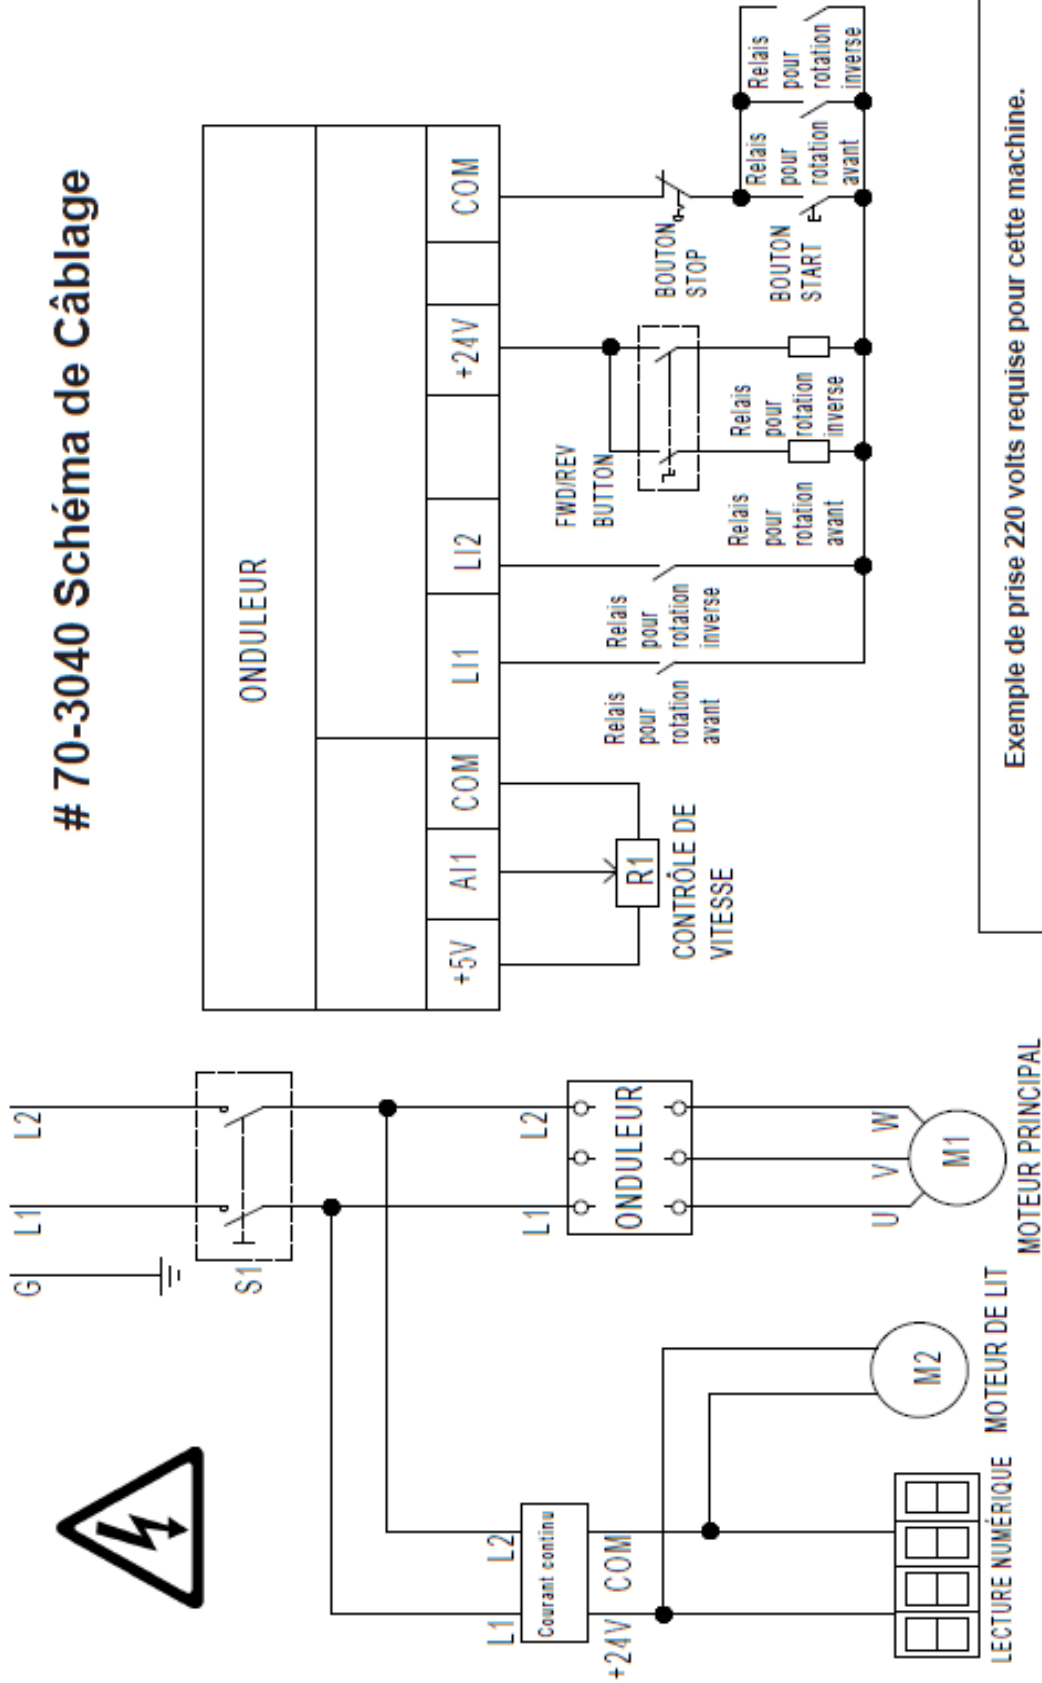 # 70-3040 Schéma de Câblage
G
L1
L2
S1
L1
L2
Courant continu
+24V
COM
LECTURE NUMÉRIQUE
M2
MOTEUR DE LIT
L1
L2
ONDULEUR
U
V
W
M1
MOTEUR PRINCIPAL
ONDULEUR
+5V
AI1
COM
LI1
LI2
+24V
COM
R1
CONTRÔLE DE
VITESSE
Relais
pour
rotation
avant
Relais
pour
rotation
inverse
FWD/REV
BUTTON
Relais
pour
rotation
avant
Relais
pour
rotation
inverse
BOUTON
STOP
BOUTON
START
Relais
pour
rotation
avant
Relais
pour
rotation
inverse
Exemple de prise 220 volts requise pour cette machine.